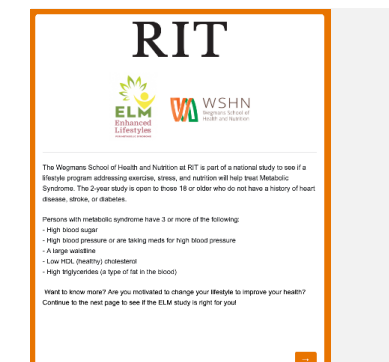 RIT
ELM
Enhanced
Lifestyles
WSHN
Wegmans School of
Health and Nutrition
The Wegmans School of Health and Nutrition at RIT is part of a national study to see if a
lifestyle program addressing exercise, stress, and nutrition will help treat Metabolic
Syndrome. The 2-year study is open to those 18 or older who do not have a history of heart
disease, stroke, or diabetes.
Persons with metabolic syndrome have 3 or more of the following:
- High blood sugar
- High blood pressure or are taking meds for high blood pressure
- A large waistline
- Low HDL (healthy) cholesterol
- High triglycerides (a type of fat in the blood)
Want to know more? Are you motivated to change your lifestyle to improve your health?
Continue to the next page to see if the ELM study is right for you!
→